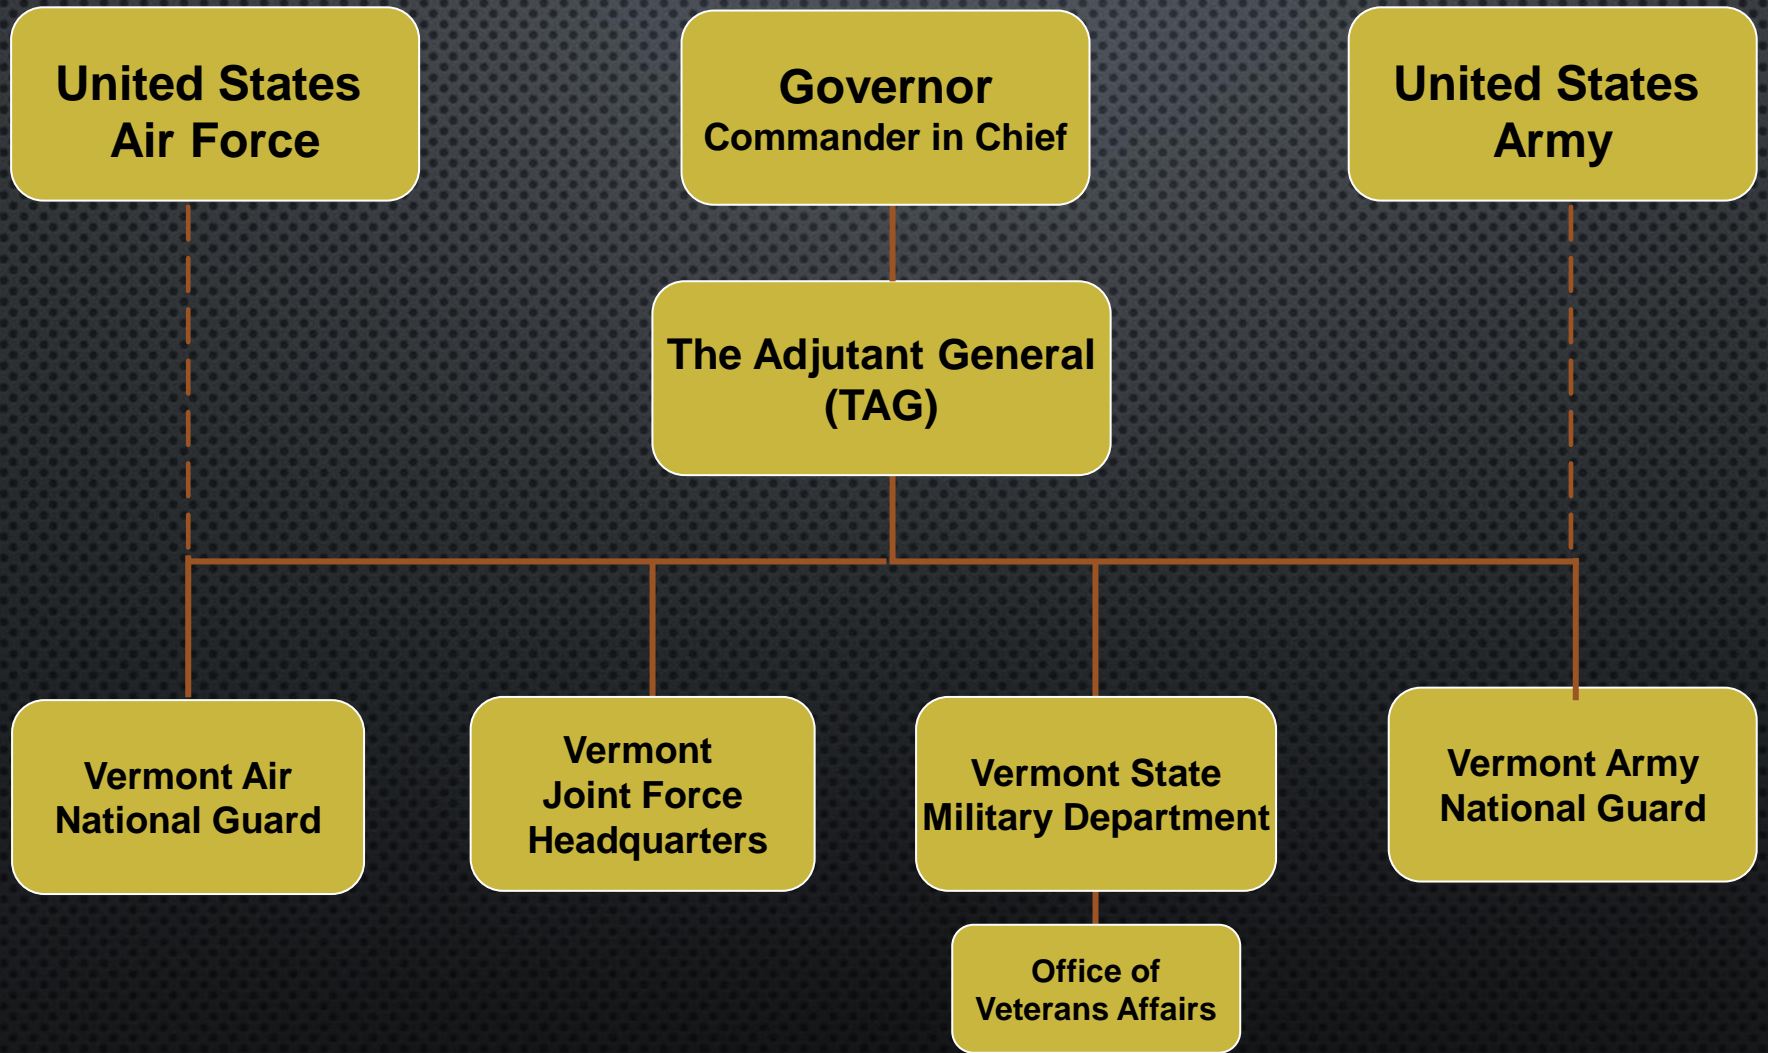 United States
Air Force
Governor
Commander in Chief
United States
Army
The Adjutant General
(TAG)
Vermont Air
National Guard
Vermont
Joint Force
Headquarters
Vermont State
Military Department
Vermont Army
National Guard
Office of
Veterans Affairs